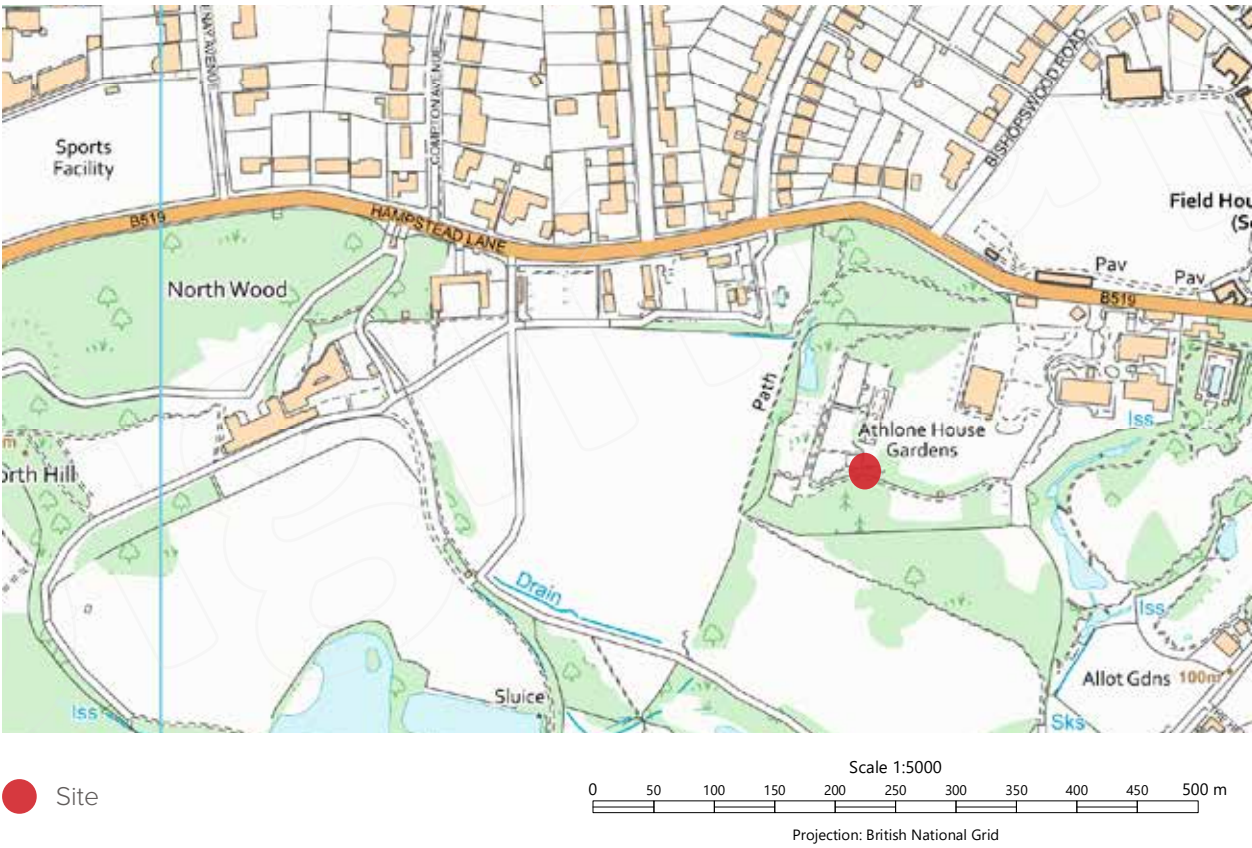 COMPTON AVENUE
BISHOPSWOOD ROAD
Sports
Facility
Field
B519
HAMPSTEAD LANE
North Wood
Pav
Pav
B519
Path
Iss
Athlone House
Gardens
Hill
Drain
Iss
Allot Gdns 100m
Sluice
Iss
Sks
Site
Scale 1:5000
0 50 100 150 200 250 300 350 400 450 500 m
Projection: British National Grid